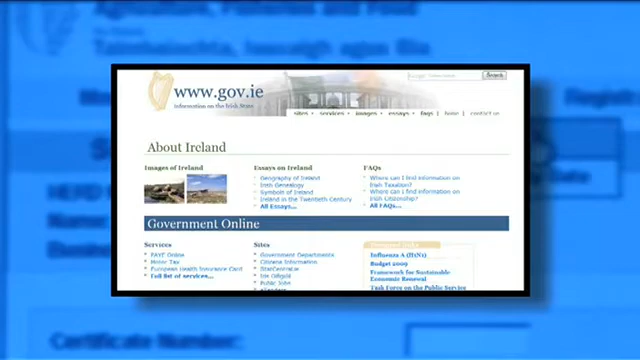 Agriculture, Fisheries and Food
Talmhaíochta, Iascaigh agus Bia
www.gov.ie
information on the Irish State
Search
sites services images essays faqs home contact us
About Ireland
Images of Ireland
Essays on Ireland
FAQs
Geography of Ireland
Irish Genealogy
Symbols of Ireland
Ireland in the Twentieth Century
All Essays...
Where can I find information on
Irish Taxation?
Where can I find information on
Irish Citizenship?
All FAQs...
Government Online
Services
PAYE Online
Motor Tax
European Health Insurance Card
Full list of services...
Sites
Government Departments
Citizens Information
Public Jobs
Influenza A (H1N1)
Budget 2009
Framework for Sustainable
Economic Renewal
Task Force on the Public Service
Certificate Number: